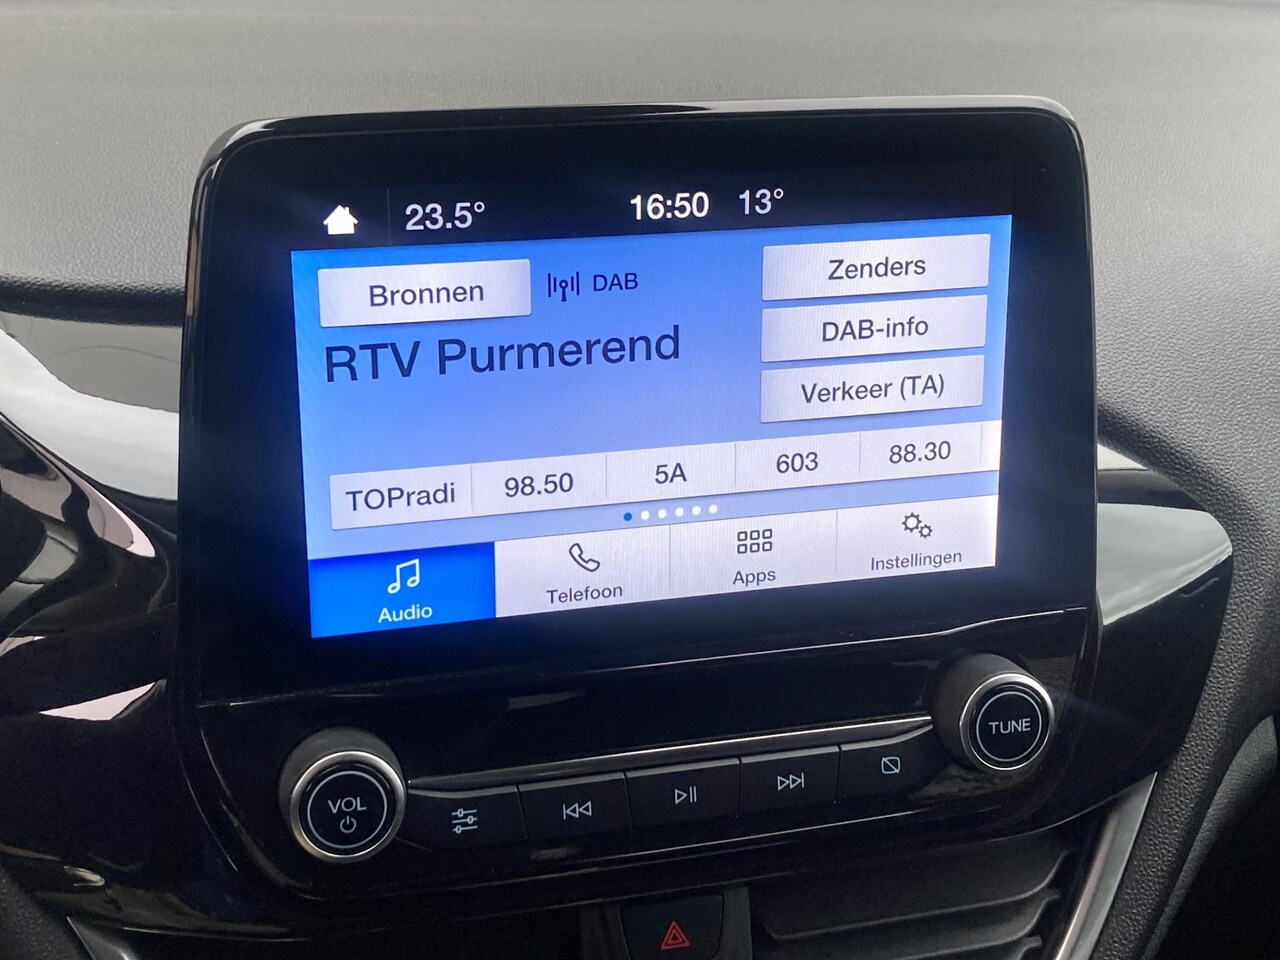 23.5° 16:50 13°
Bronnen DAB Zenders
DAB-info
RTV Purmerend
Verkeer (TA)
TOPradi 98.50 5A 603 88.30
Audio Telefoon Apps Instellingen
VOL TUNE